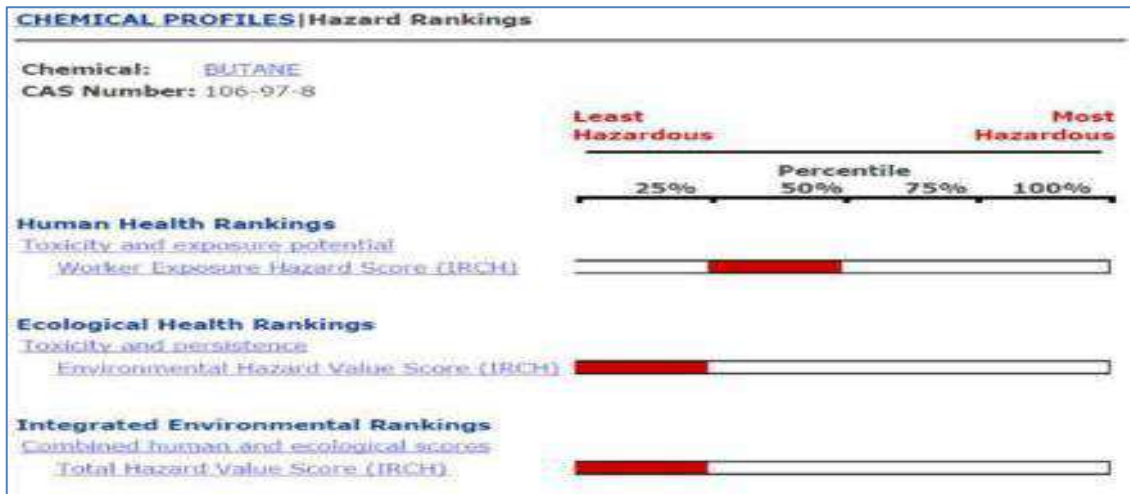 CHEMICAL PROFILES|Hazard Rankings
Chemical: BUTANE
CAS Number: 106-97-8
Least Hazardous Most Hazardous
Percentile
25% 50% 75% 100%
Human Health Rankings
Toxicity and exposure potential
Worker Exposure Hazard Score (IRCH)
Ecological Health Rankings
Toxicity and persistence
Environmental Hazard Value Score (IRCH)
Integrated Environmental Rankings
Combined human and ecological scores
Total Hazard Value Score (IRCH)